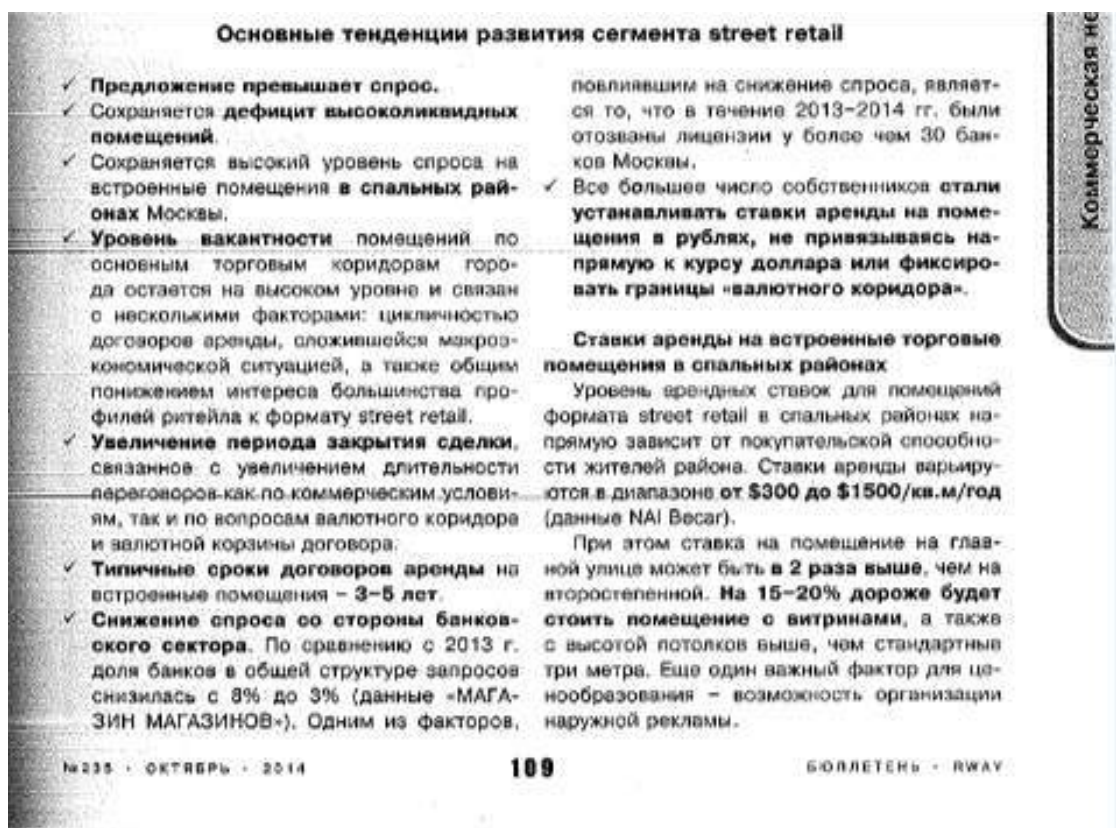 Основные тенденции развития сегмента street retail
✓ Предложение превышает спрос.
✓ Сохраняется дефицит высоколиквидных
помещений.
✓ Сохраняется высокий уровень спроса на
встроенные помещения в спальных рай-
онах Москвы.
✓ Уровень вакантности помещений по
основным торговым коридорам горо-
да остается на высоком уровне и связан
с несколькими факторами: цикличностью
договоров аренды, сложившейся макроэ-
кономической ситуацией, а также общим
понижением интереса большинства про-
филей ритейла к формату street retail.
✓ Увеличение периода закрытия сделки,
связанное с увеличением длительности
переговоров как по коммерческим услови-
ям, так и по вопросам валютного коридора
и валютной корзины договора.
✓ Типичные сроки договоров аренды на
встроенные помещения – 3–5 лет.
✓ Снижение спроса со стороны банков-
ского сектора. По сравнению с 2013 г.
доля банков в общей структуре запросов
снизилась с 8% до 3% (данные «МАГА-
ЗИН МАГАЗИНОВ»). Одним из факторов,
повлиявшим на снижение спроса, являет-
ся то, что в течение 2013–2014 гг. были
отозваны лицензии у более чем 30 бан-
ков Москвы.
✓ Все большее число собственников стали
устанавливать ставки аренды на поме-
щения в рублях, не привязываясь на-
прямую к курсу доллара или фиксиро-
вать границы «валютного коридора».
Ставки аренды на встроенные торговые
помещения в спальных районах
Уровень арендных ставок для помещений
формата street retail в спальных районах на-
прямую зависит от покупательской способно-
сти жителей района. Ставки аренды варьиру-
ются в диапазоне от $300 до $1500/кв.м/год
(данные NAI Becar).
При этом ставка на помещение на глав-
ной улице может быть в 2 раза выше, чем на
второстепенной. На 15–20% дороже будет
стоить помещение с витринами, а также
с высотой потолков выше, чем стандартные
три метра. Еще один важный фактор для це-
нообразования – возможность организации
наружной рекламы.
Коммерческая не
№235 · ОКТЯБРЬ · 2014
109
БЮЛЛЕТЕНЬ · RWAY